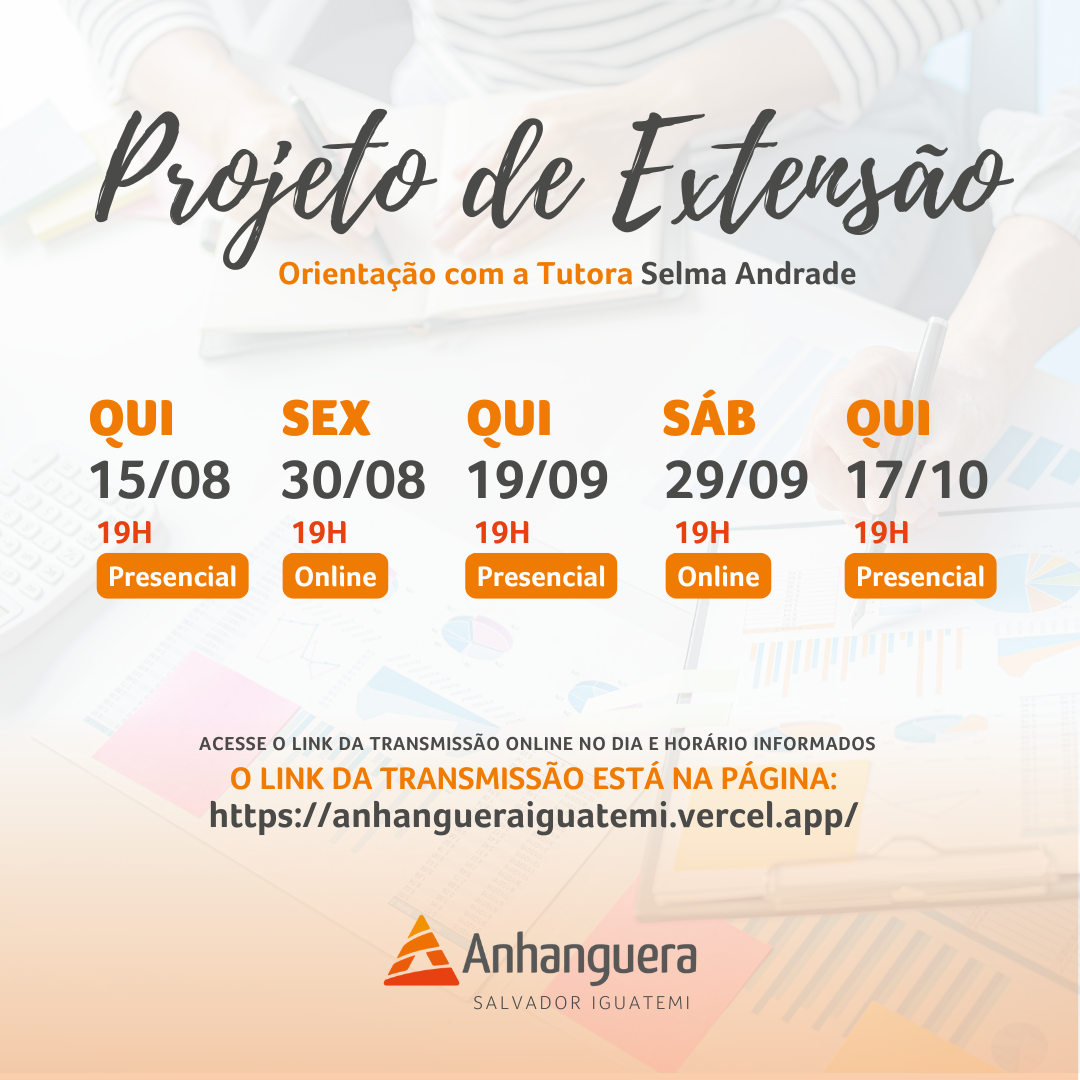 Projeto de Extensão
Orientação com a Tutora Selma Andrade
QUI
15/08
19H
Presencial
SEX
30/08
19H
Online
QUI
19/09
19H
Presencial
SÁB
29/09
19H
Online
QUI
17/10
19H
Presencial
ACESSE O LINK DA TRANSMISSÃO ONLINE NO DIA E HORÁRIO INFORMADOS
O LINK DA TRANSMISSÃO ESTÁ NA PÁGINA:
https://anhangueraiguatemi.vercel.app/
Anhanguera
SALVADOR IGUATEMI